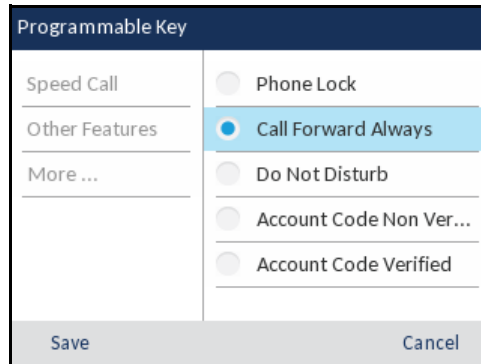 Programmable Key
Speed Call
Other Features
More ...
Phone Lock
Call Forward Always
Do Not Disturb
Account Code Non Ver...
Account Code Verified
Save
Cancel